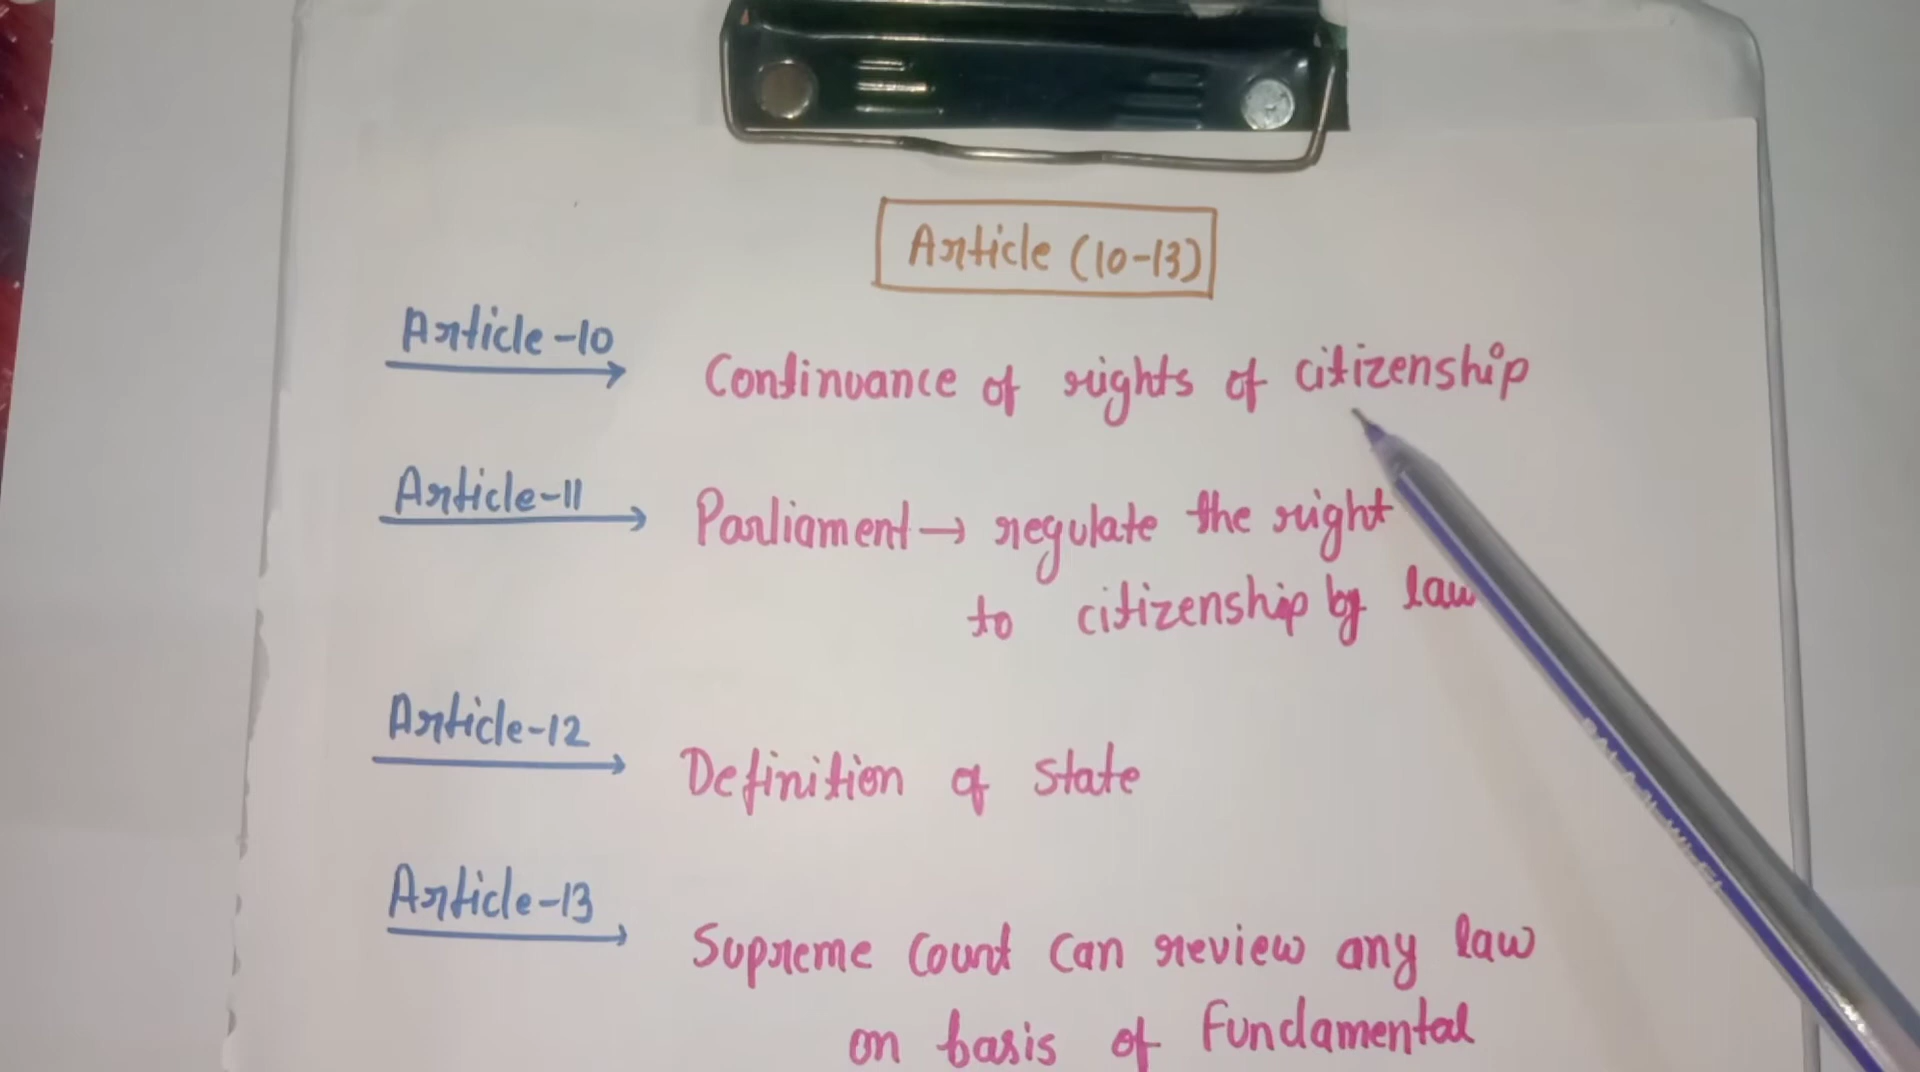 Article (10-13)
Article-10
Continuance of rights of citizenship
Article-11
Parliament → regulate the right
to citizenship by law
Article-12
Definition of state
Article-13
Supreme Court can review any law
on basis of Fundamental